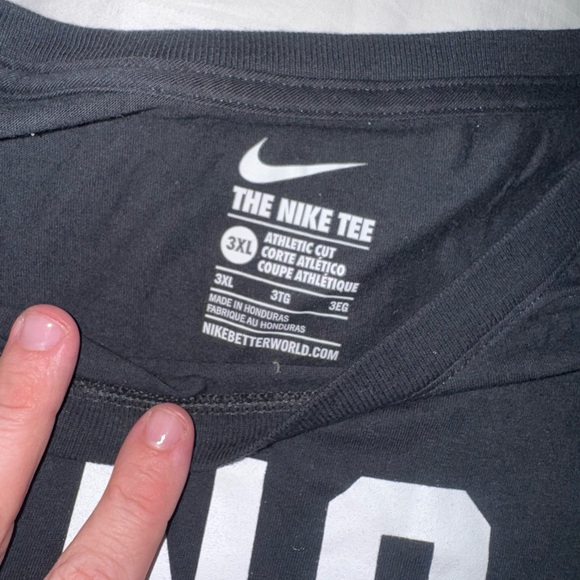 THE NIKE TEE
3XL
ATHLETIC CUT
CORTE ATLÉTICO
COUPE ATHLÉTIQUE
3XL 3TG 3EG
MADE IN HONDURAS
FABRIQUE AU HONDURAS
NIKEBETTERWORLD.COM